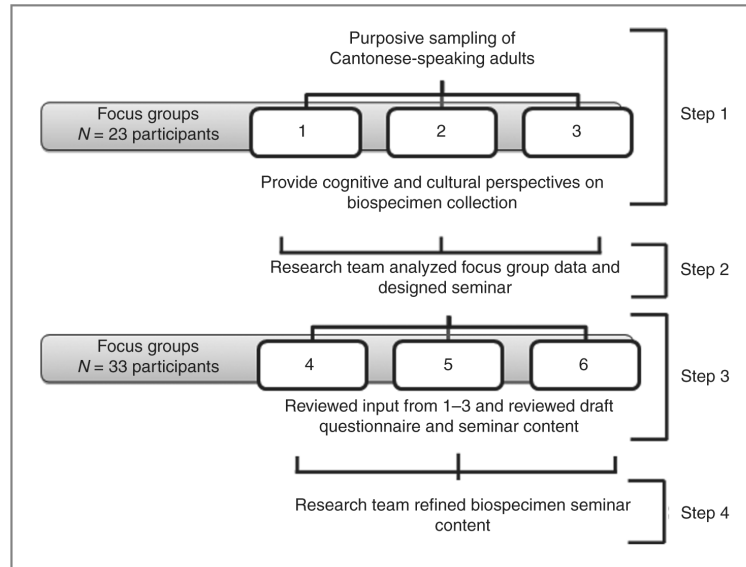 Purposive sampling of
Cantonese-speaking adults
Step 1
Focus groups
N = 23 participants
1
2
3
Provide cognitive and cultural perspectives on
biospecimen collection
Research team analyzed focus group data and
designed seminar
Step 2
Focus groups
N = 33 participants
4
5
6
Step 3
Reviewed input from 1–3 and reviewed draft
questionnaire and seminar content
Research team refined biospecimen seminar
content
Step 4